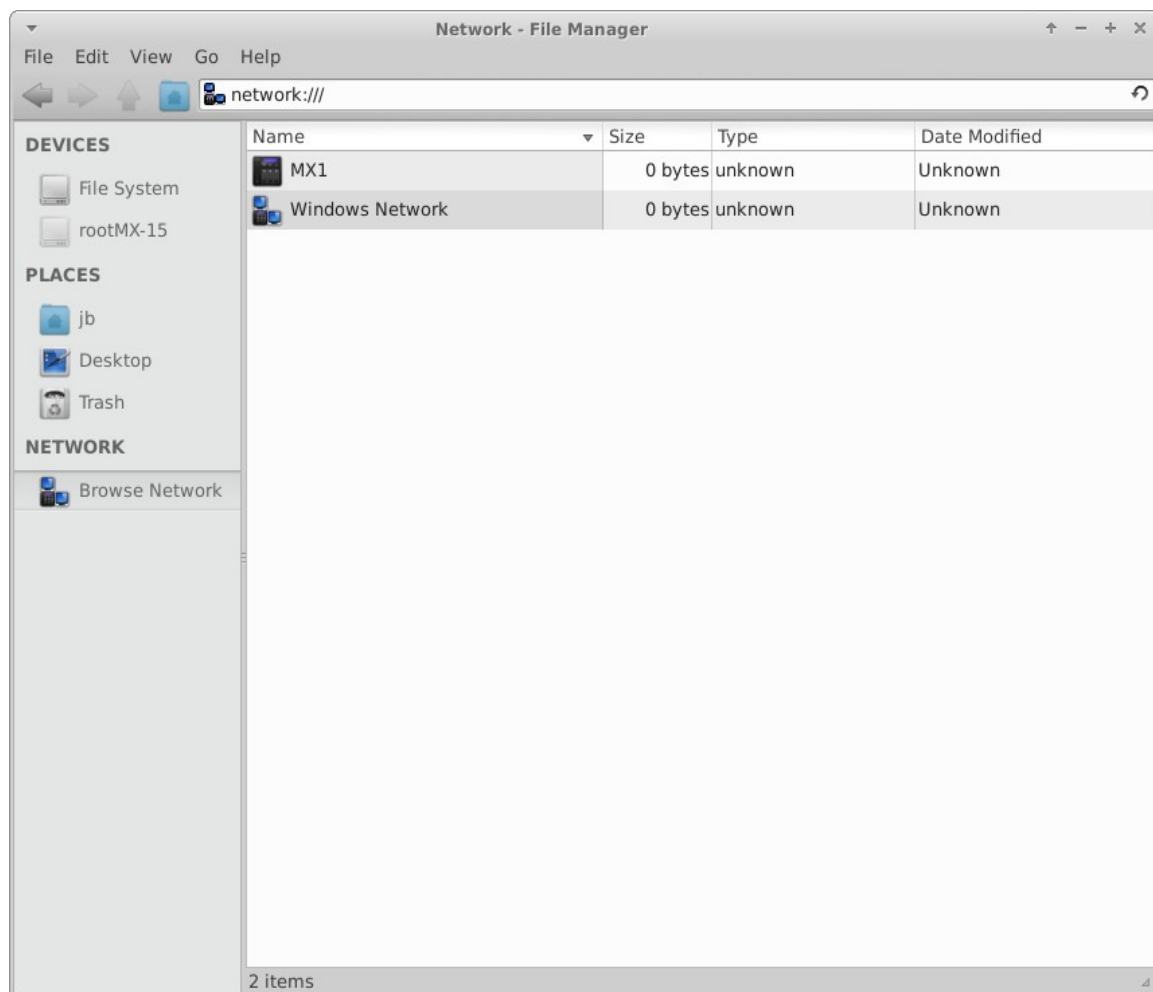 Network - File Manager
File Edit View Go Help
network:///
DEVICES
File System
rootMX-15
PLACES
jb
Desktop
Trash
NETWORK
Browse Network
Name Size Type Date Modified
MX1 0 bytes unknown Unknown
Windows Network 0 bytes unknown Unknown
2 items